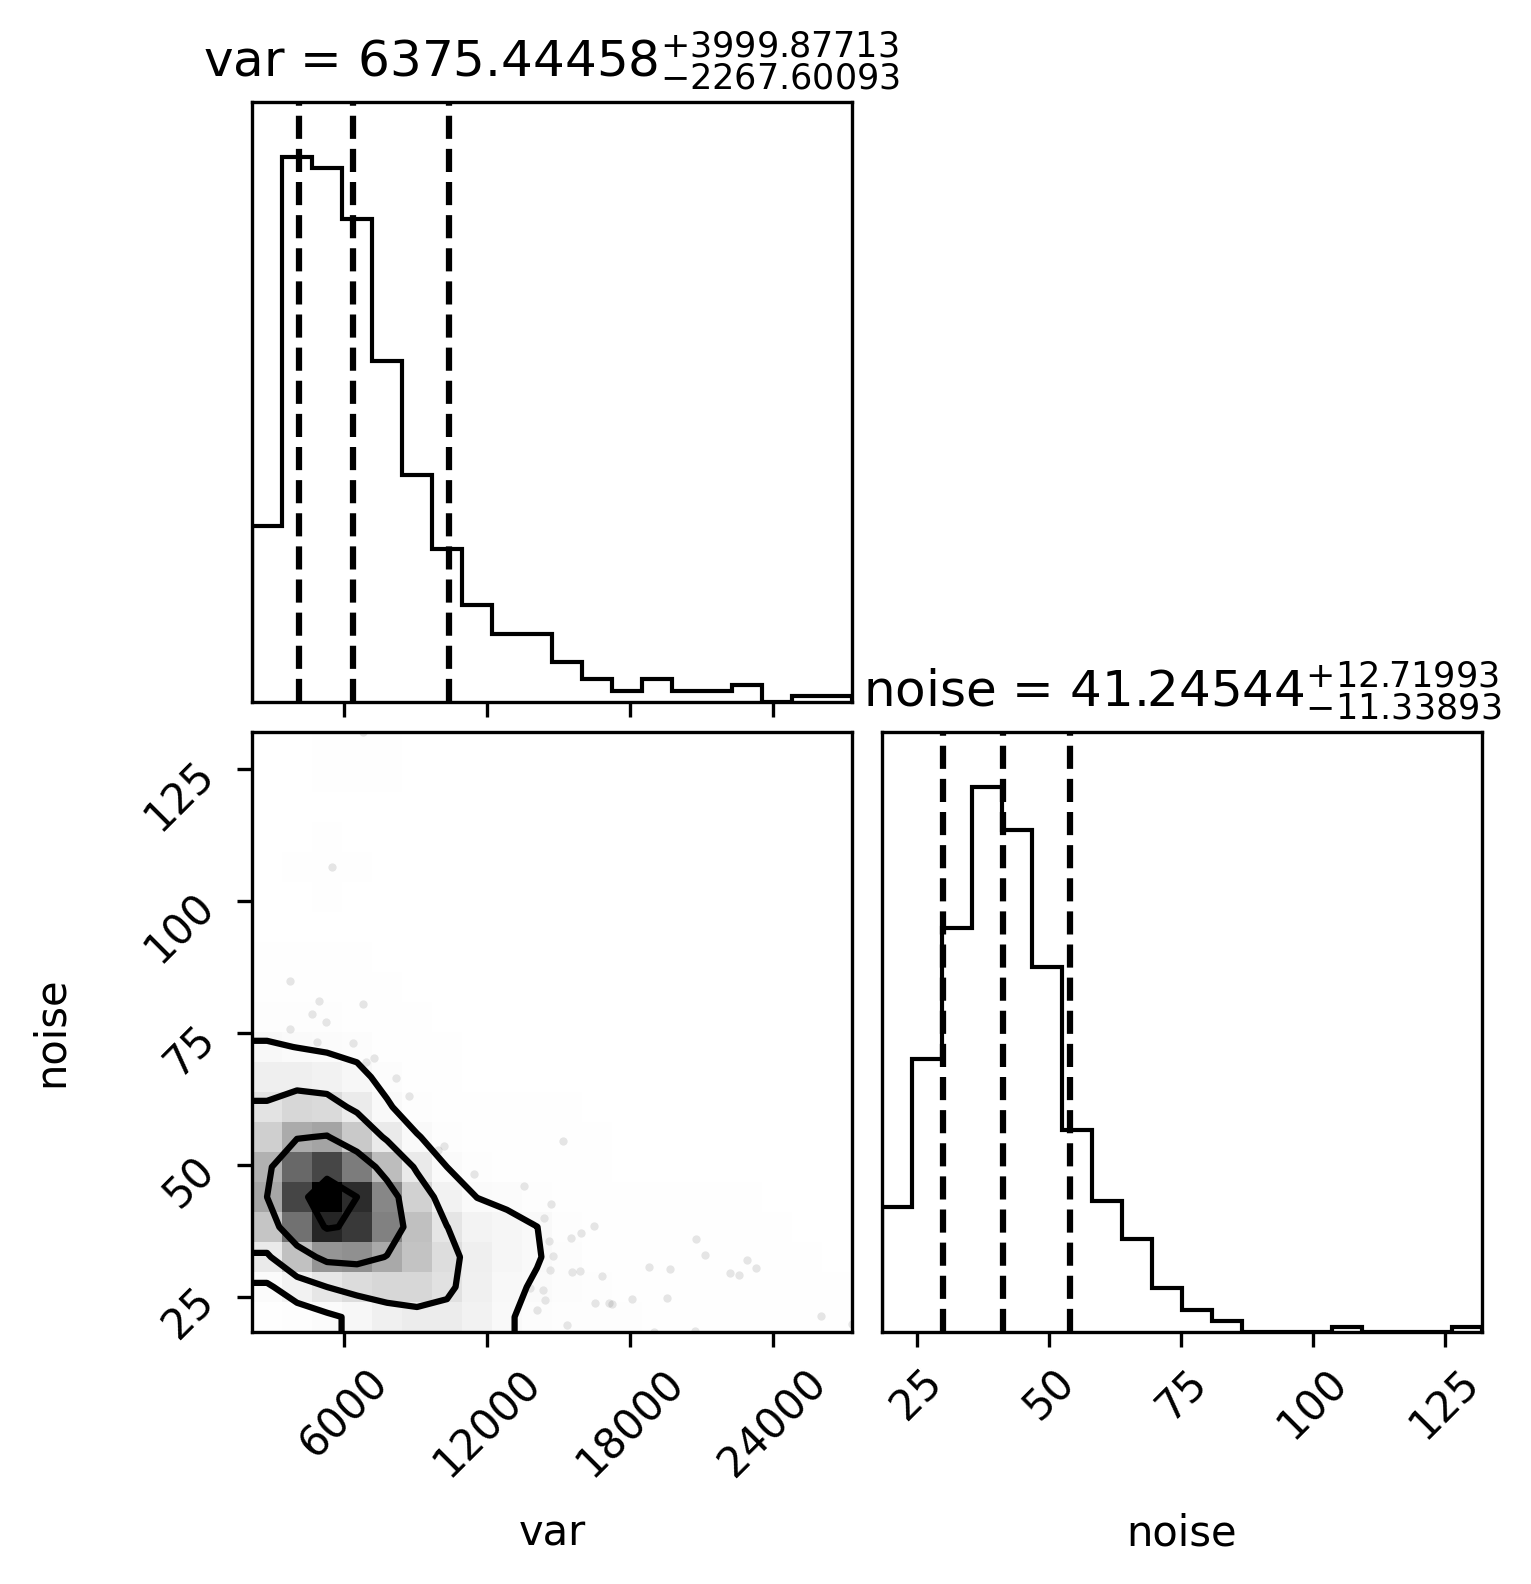 var = 6375.44458+3999.87713−2267.60093
noise = 41.24544+12.71993−11.33893
125
100
75
50
25
noise
6000 12000 18000 24000
25 50 75 100 125
var
noise